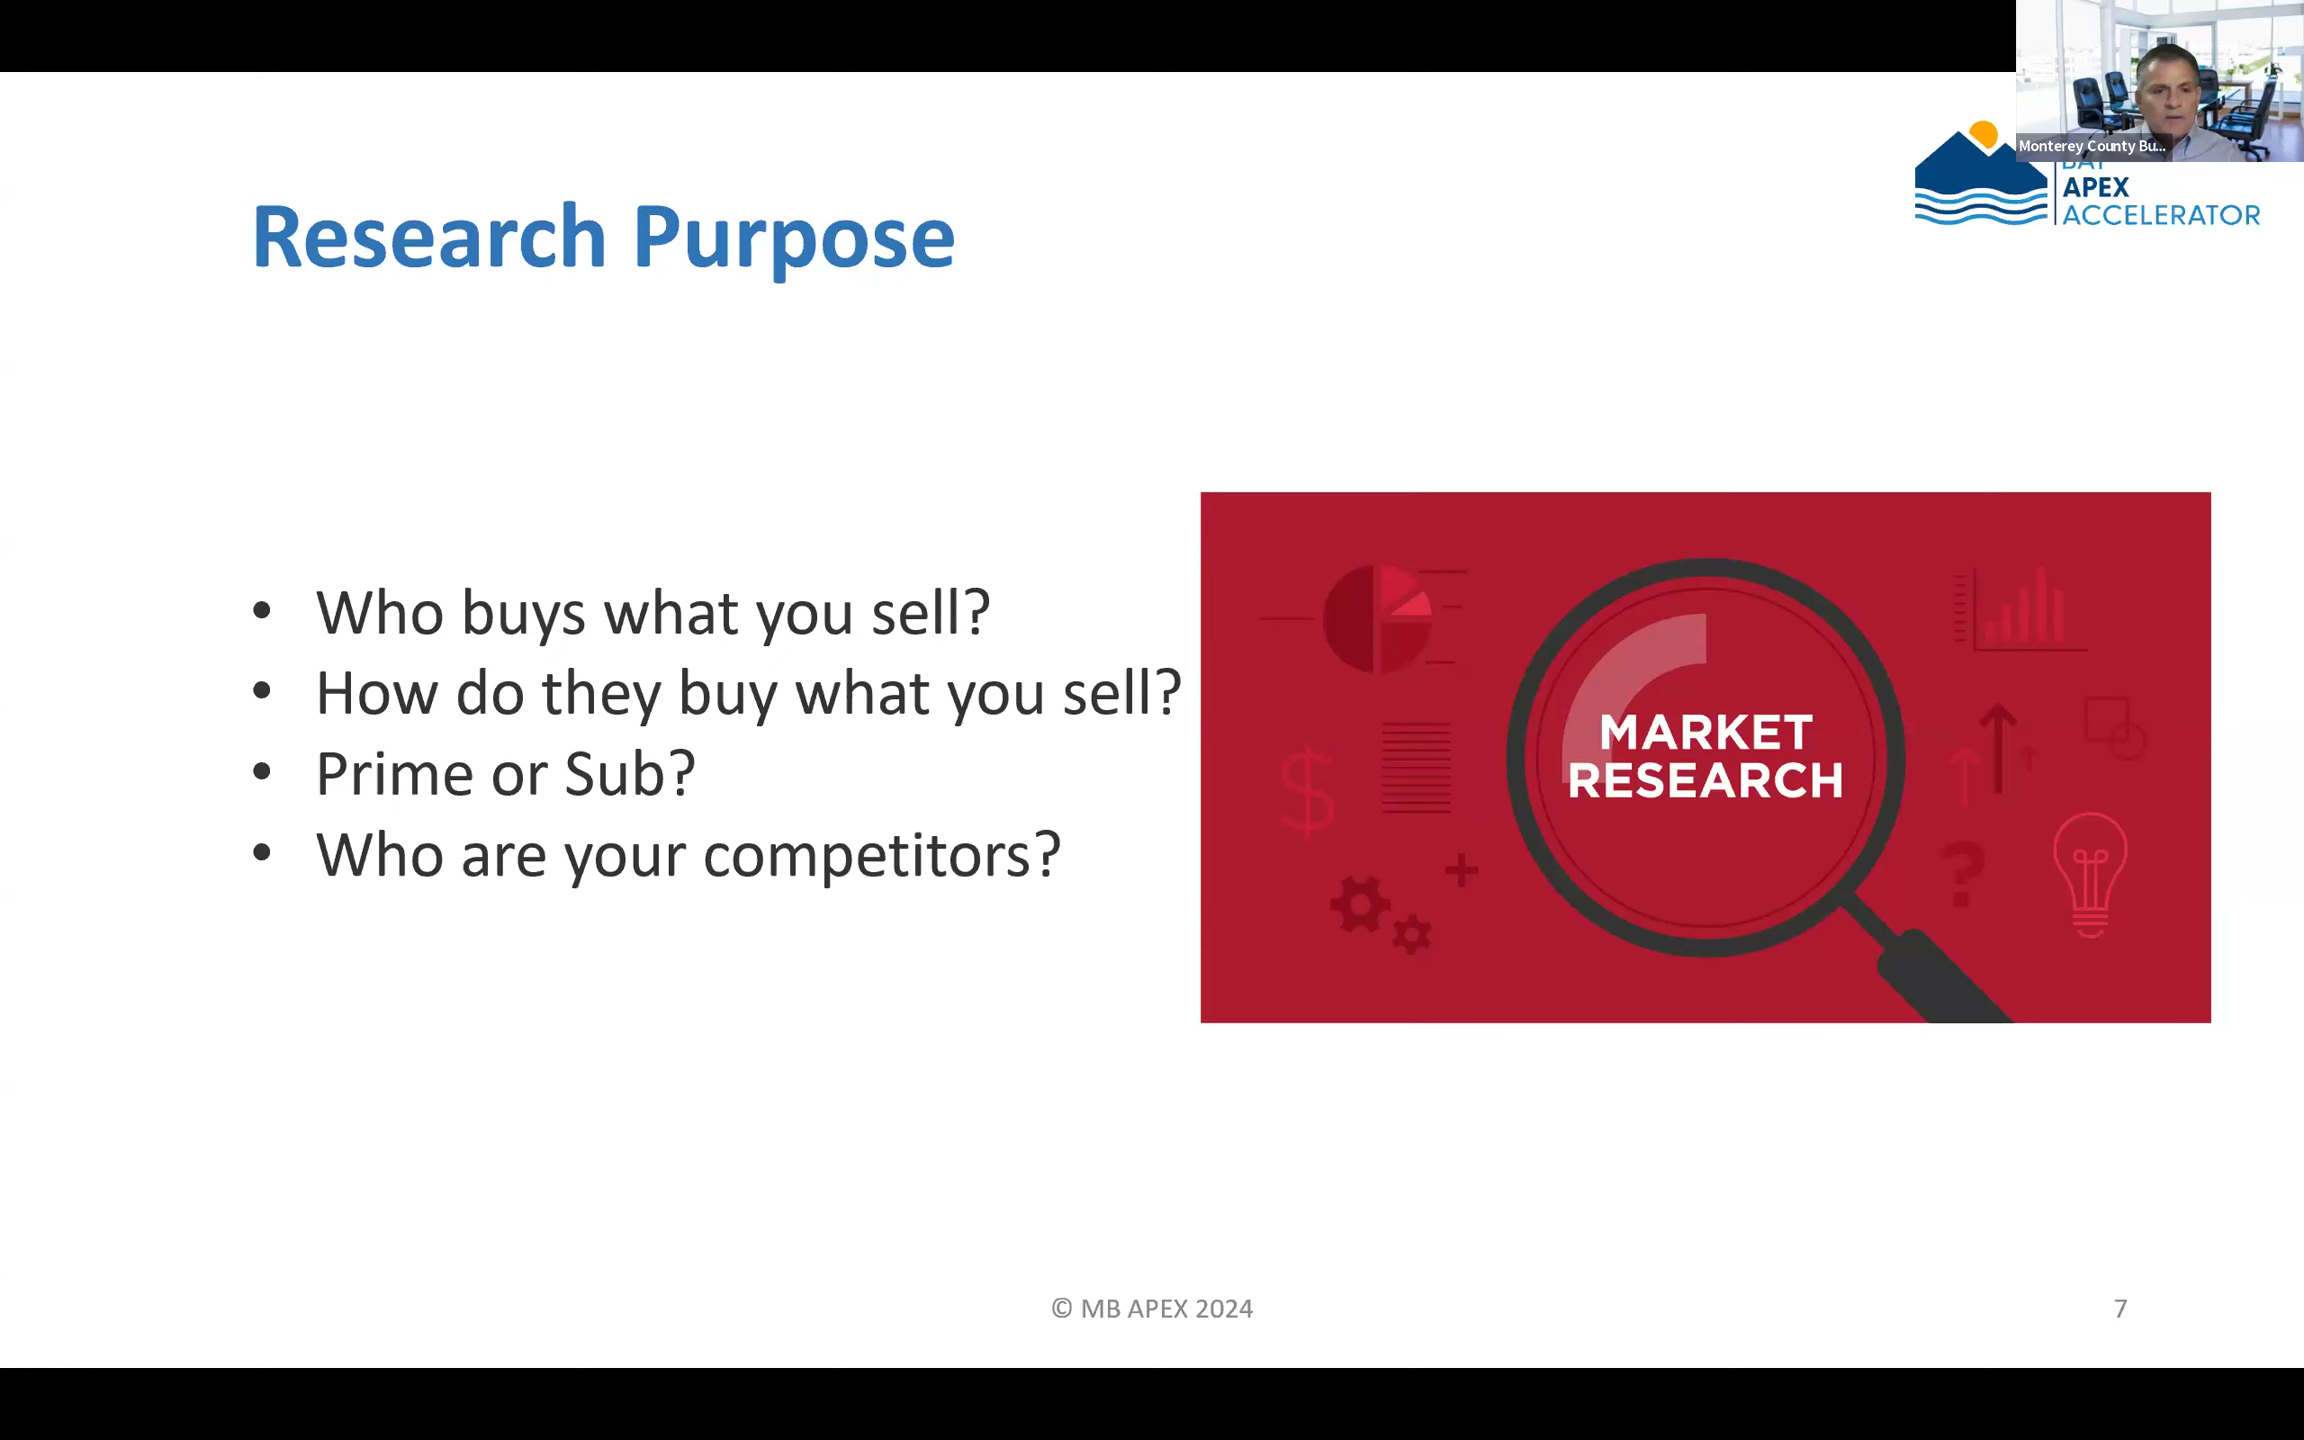 Monterey County Bu...
BAY
APEX
ACCELERATOR
Research Purpose
• Who buys what you sell?
• How do they buy what you sell?
• Prime or Sub?
• Who are your competitors?
$
MARKET
RESEARCH
+
?
© MB APEX 2024
7